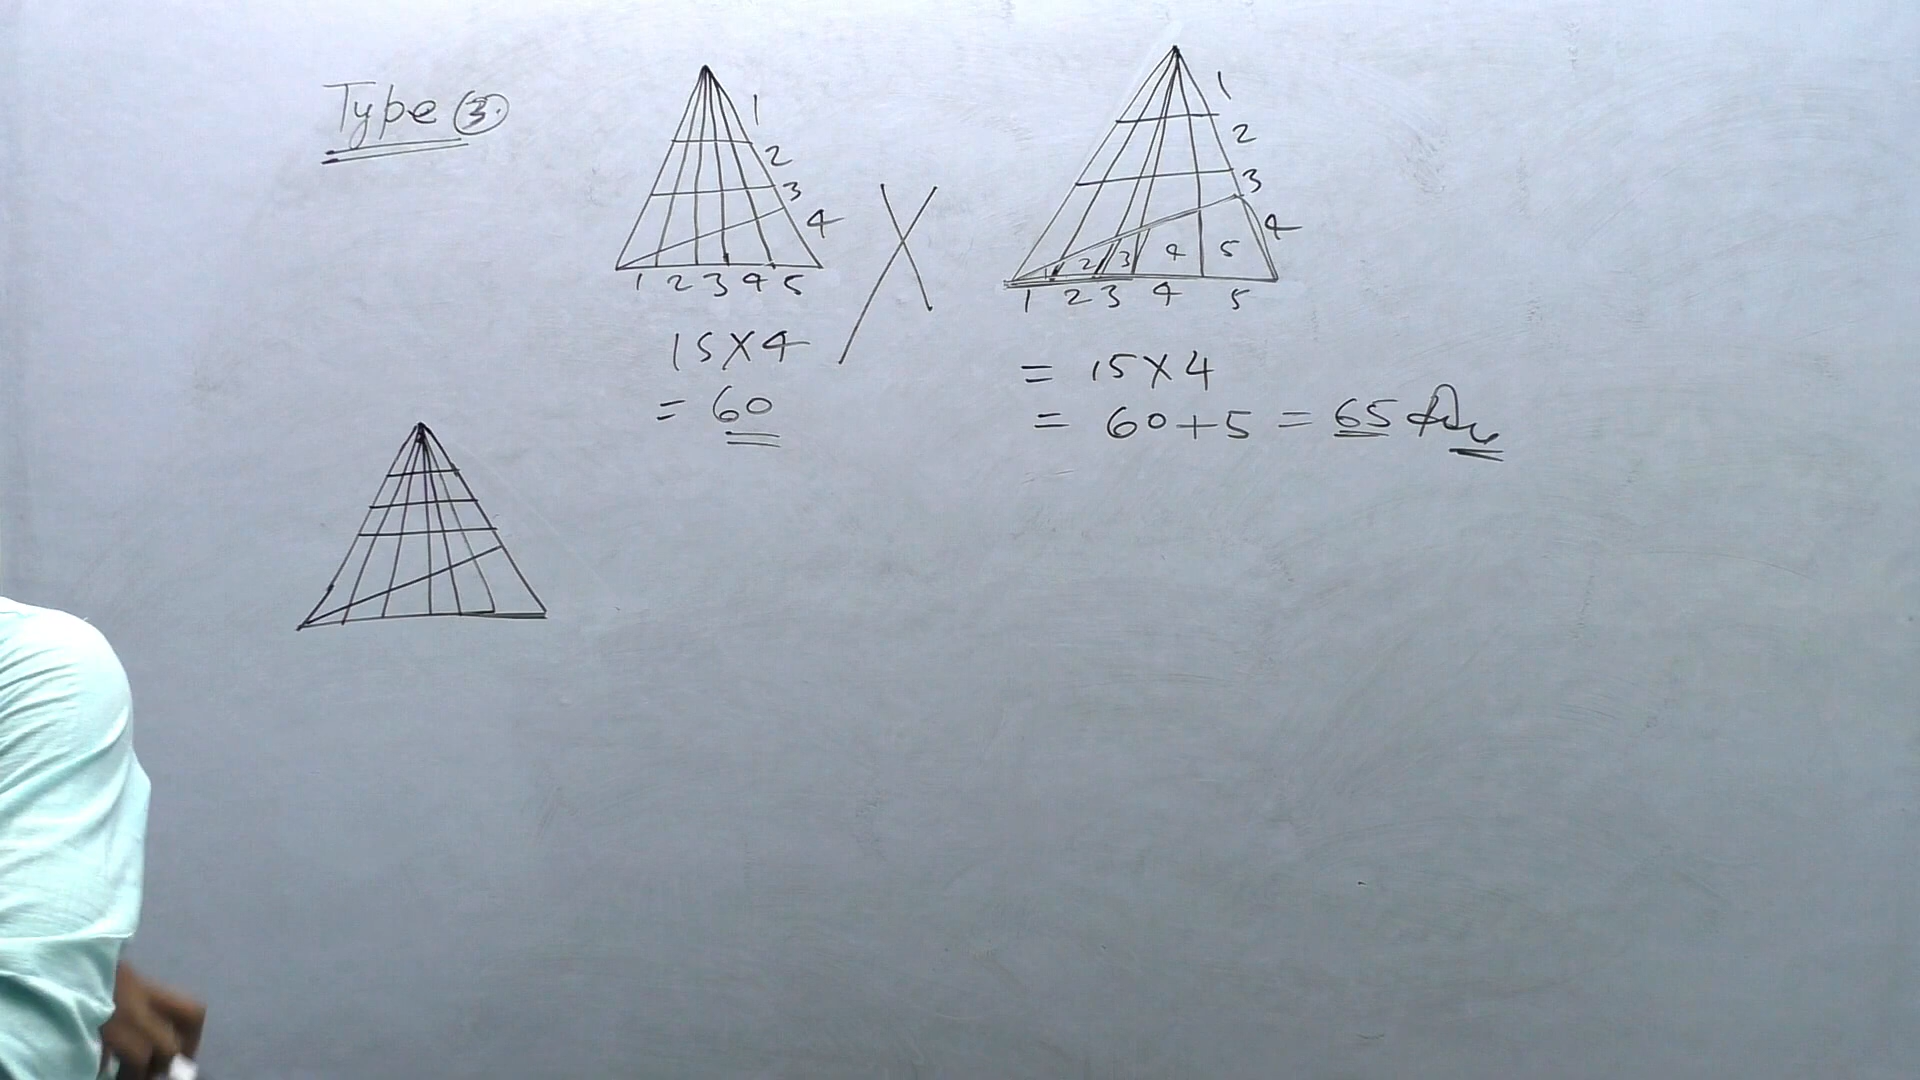 Type ③.
1
2
3
4
1 2 3 4 5
15×4
= 60
1
2
3
4
1 2 3 4 5
1 2 3 4 5
= 15×4
= 60+5 = 65